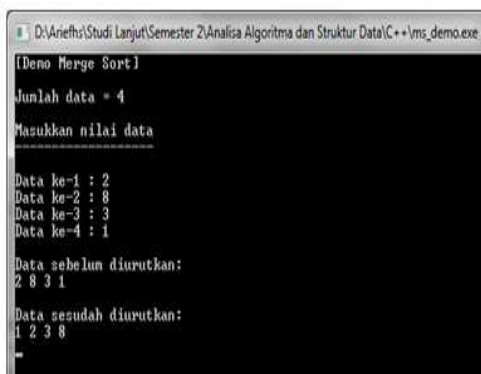 D:\Ariefhs\Studi Lanjut\Semester 2\Analisa Algoritma dan Struktur Data\C++\ms_demo.exe
[Demo Merge Sort]
Jumlah data = 4
Masukkan nilai data
-------------------
Data ke-1 : 2
Data ke-2 : 8
Data ke-3 : 3
Data ke-4 : 1
Data sebelum diurutkan:
2 8 3 1
Data sesudah diurutkan:
1 2 3 8